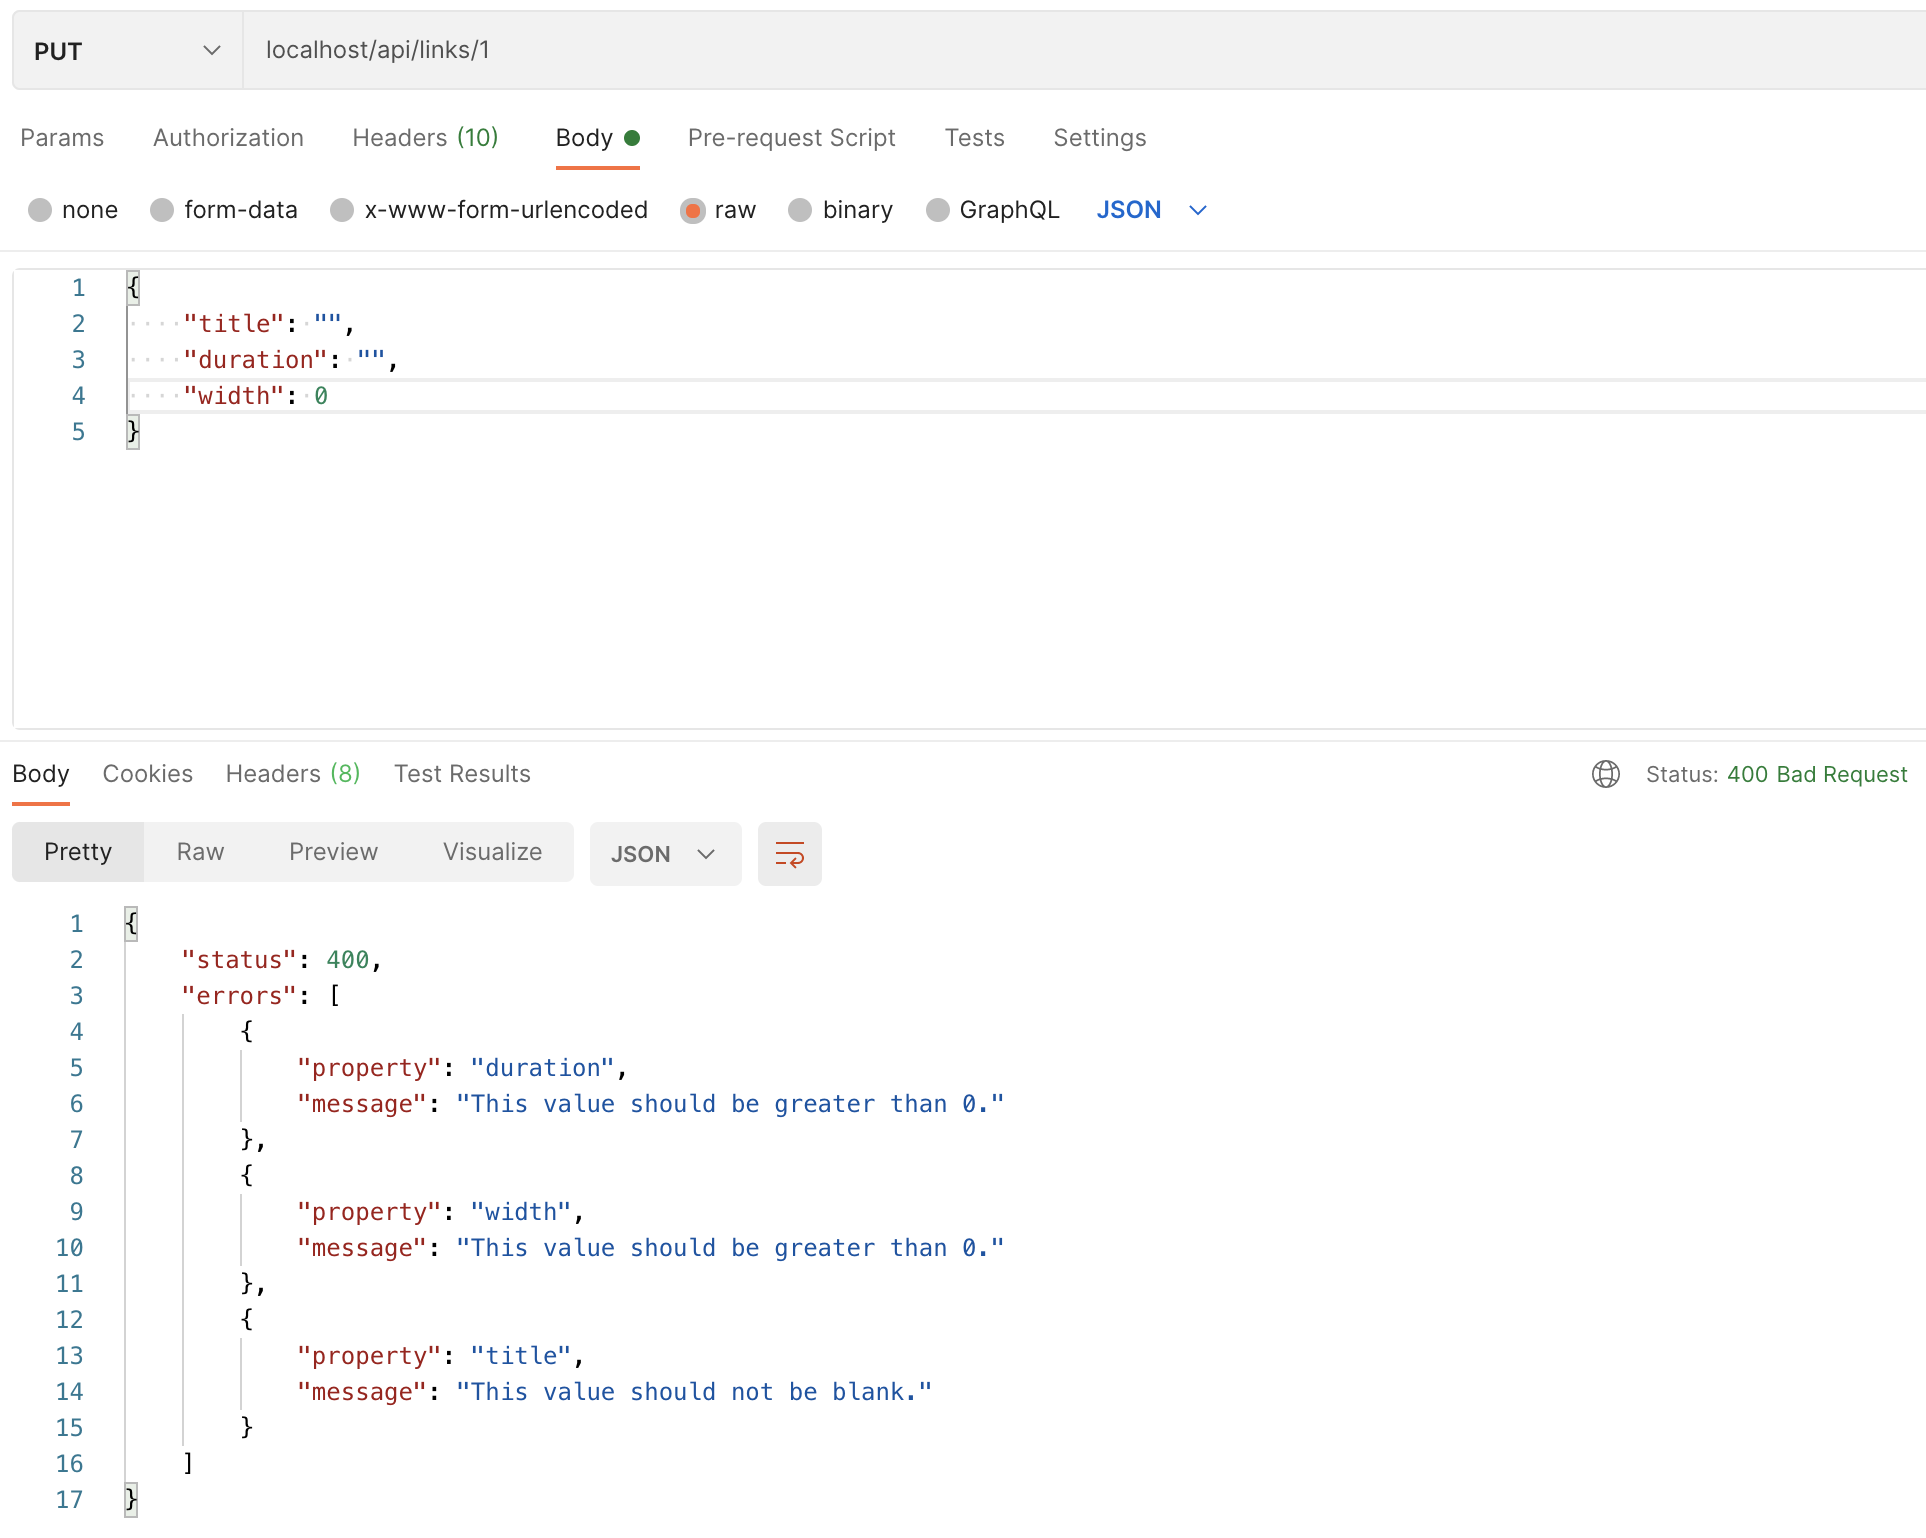 PUT localhost/api/links/1
Params Authorization Headers (10) Body Pre-request Script Tests Settings
none form-data x-www-form-urlencoded raw binary GraphQL JSON
1 {
2 ····"title":·"",
3 ····"duration":·"",
4 ····"width":·0
5 }
Body Cookies Headers (8) Test Results Status: 400 Bad Request
Pretty Raw Preview Visualize JSON
1 {
2 "status": 400,
3 "errors": [
4 {
5 "property": "duration",
6 "message": "This value should be greater than 0."
7 },
8 {
9 "property": "width",
10 "message": "This value should be greater than 0."
11 },
12 {
13 "property": "title",
14 "message": "This value should not be blank."
15 }
16 ]
17 }